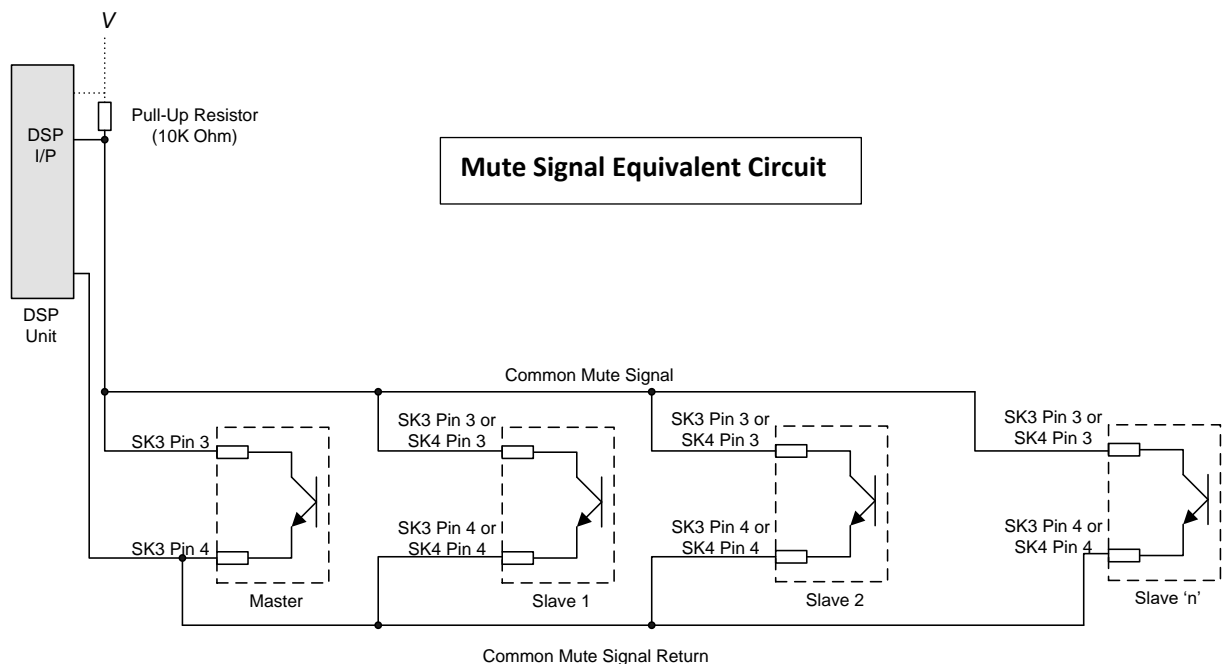 V
Pull-Up Resistor
(10K Ohm)
DSP
I/P
Mute Signal Equivalent Circuit
DSP
Unit
Common Mute Signal
SK3 Pin 3
SK3 Pin 3 or
SK4 Pin 3
SK3 Pin 3 or
SK4 Pin 3
SK3 Pin 3 or
SK4 Pin 3
SK3 Pin 4
SK3 Pin 4 or
SK4 Pin 4
SK3 Pin 4 or
SK4 Pin 4
SK3 Pin 4 or
SK4 Pin 4
Master
Slave 1
Slave 2
Slave ‘n’
Common Mute Signal Return